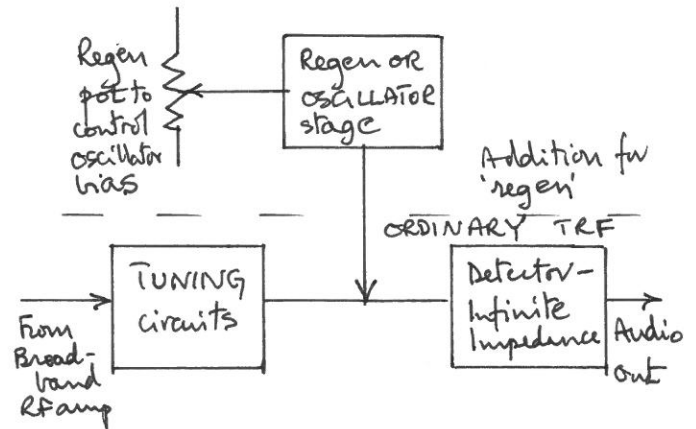 Regen
pot to
control
oscillator
bias
Regen OR
OSCILLATOR
stage
Addition for
'regen'
ORDINARY TRF
TUNING
circuits
Detector-
Infinite
Impedance
From
Broad-
band
RF amp
Audio
out